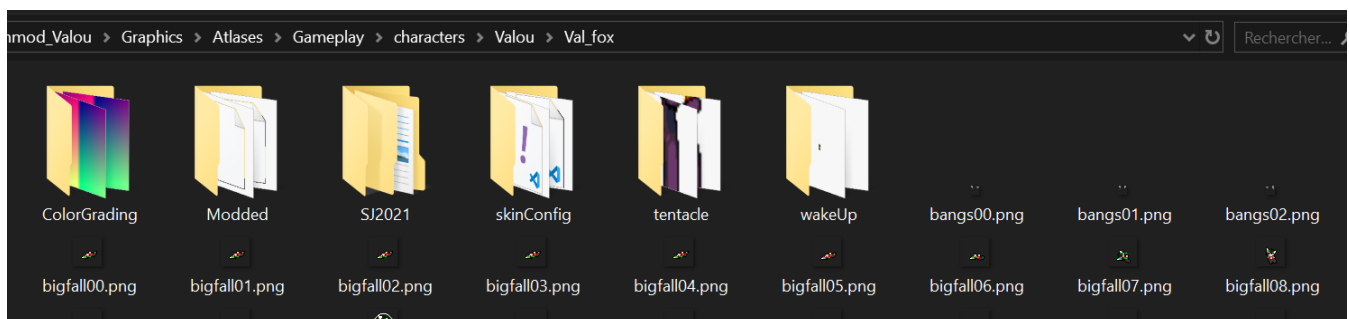 nmod_Valou > Graphics > Atlases > Gameplay > characters > Valou > Val_fox Rechercher...
ColorGrading Modded SJ2021 skinConfig tentacle wakeUp bangs00.png bangs01.png bangs02.png
bigfall00.png bigfall01.png bigfall02.png bigfall03.png bigfall04.png bigfall05.png bigfall06.png bigfall07.png bigfall08.png